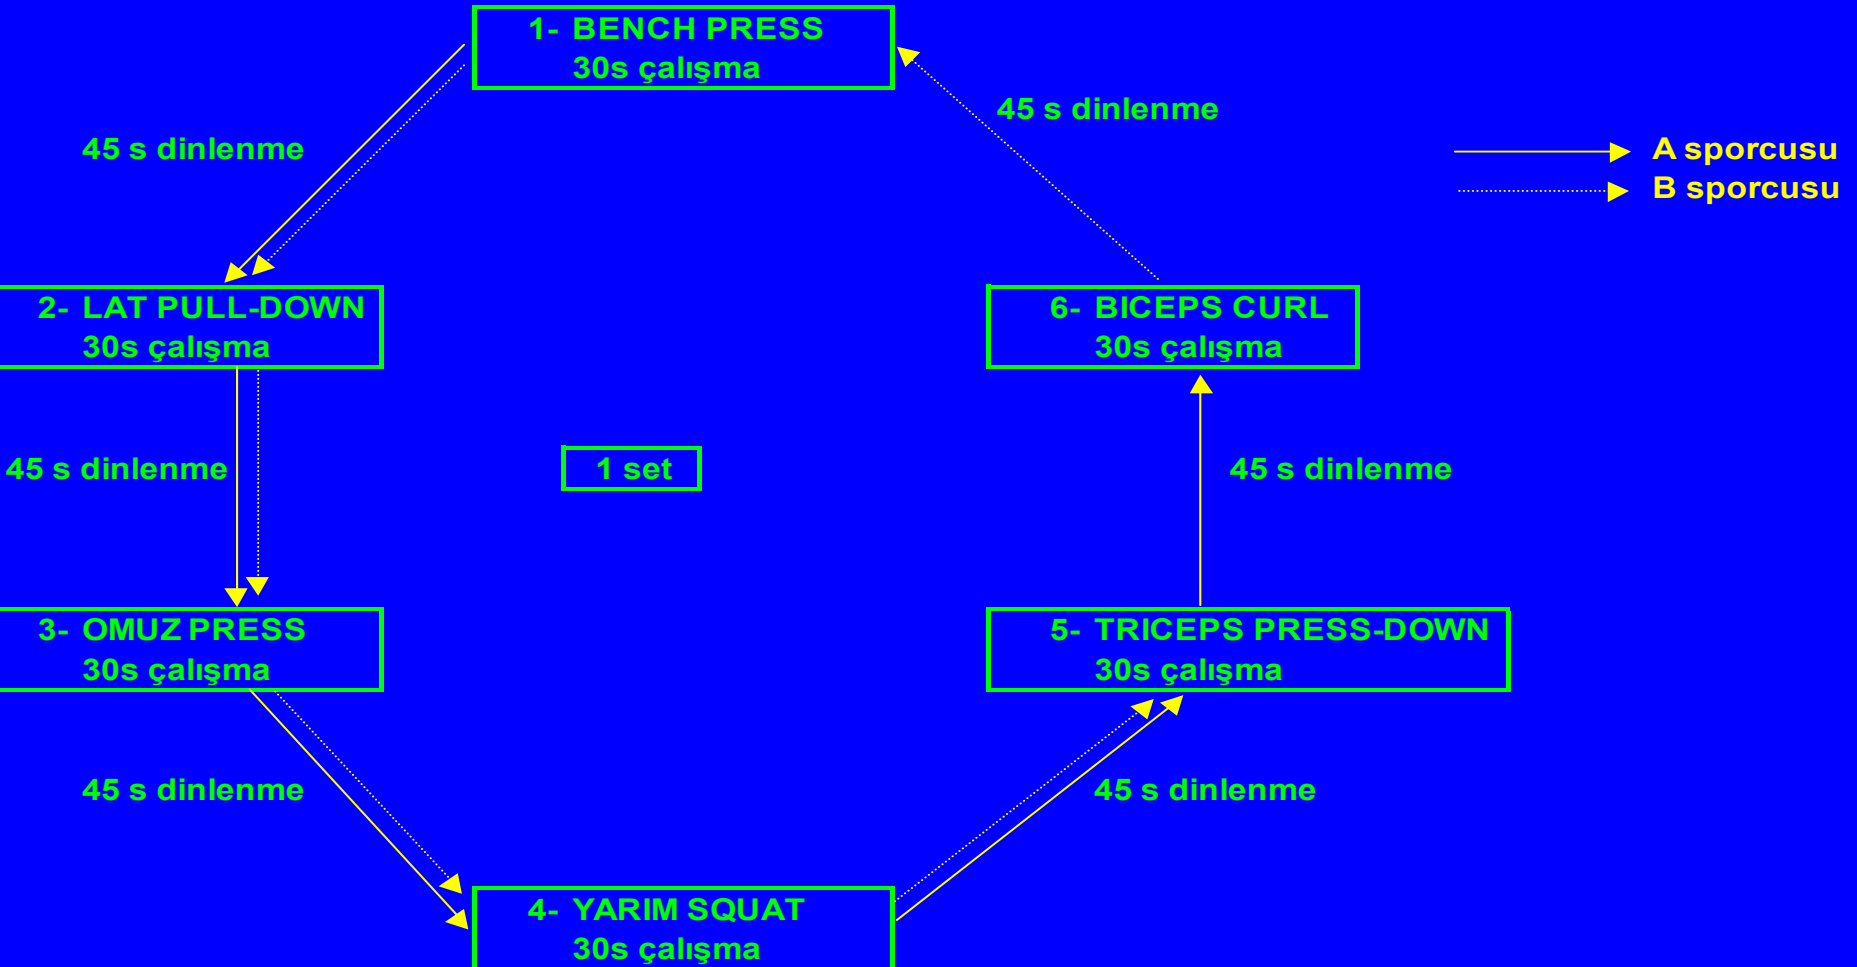 1- BENCH PRESS
30s çalışma
45 s dinlenme
45 s dinlenme
A sporcusu
B sporcusu
2- LAT PULL-DOWN
30s çalışma
6- BICEPS CURL
30s çalışma
45 s dinlenme
1 set
45 s dinlenme
3- OMUZ PRESS
30s çalışma
5- TRICEPS PRESS-DOWN
30s çalışma
45 s dinlenme
45 s dinlenme
4- YARIM SQUAT
30s çalışma